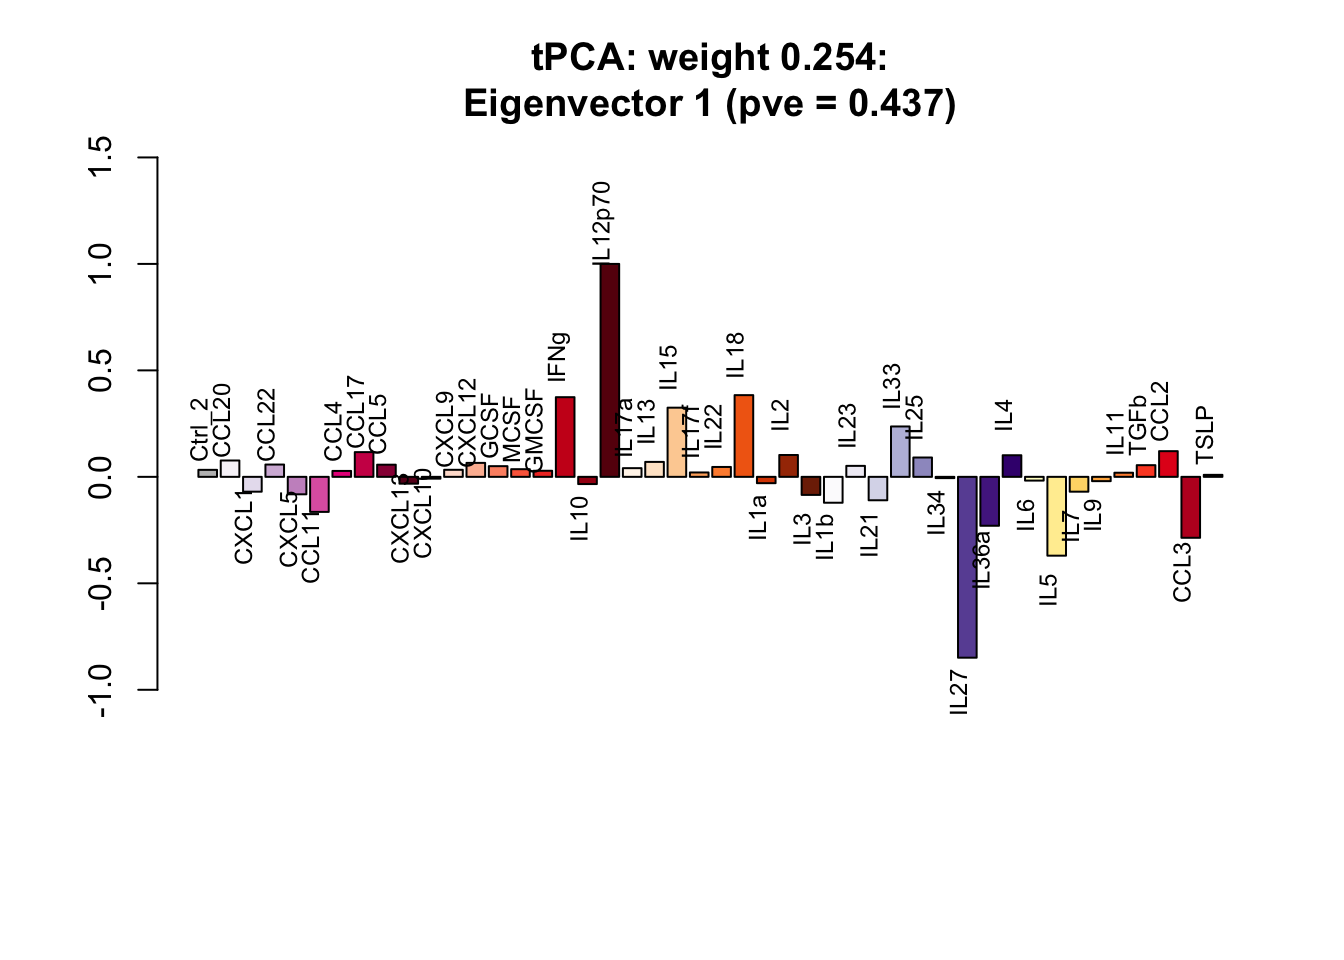 tPCA: weight 0.254:
Eigenvector 1 (pve = 0.437)
1.5
1.0
0.5
0.0
-0.5
-1.0
Ctrl_2
CCL20
CXCL1
CCL22
CXCL5
CCL11
CCL4
CCL17
CCL5
CXCL10
CXCL9
CXCL12
GCSF
MCSF
GMCSF
IFNg
IL10
IL12p70
IL17a
IL13
IL15
IL17f
IL22
IL18
IL1a
IL2
IL3
IL1b
IL23
IL21
IL33
IL25
IL34
IL27
IL36a
IL4
IL6
IL5
IL7
IL9
IL11
TGFb
CCL2
CCL3
TSLP